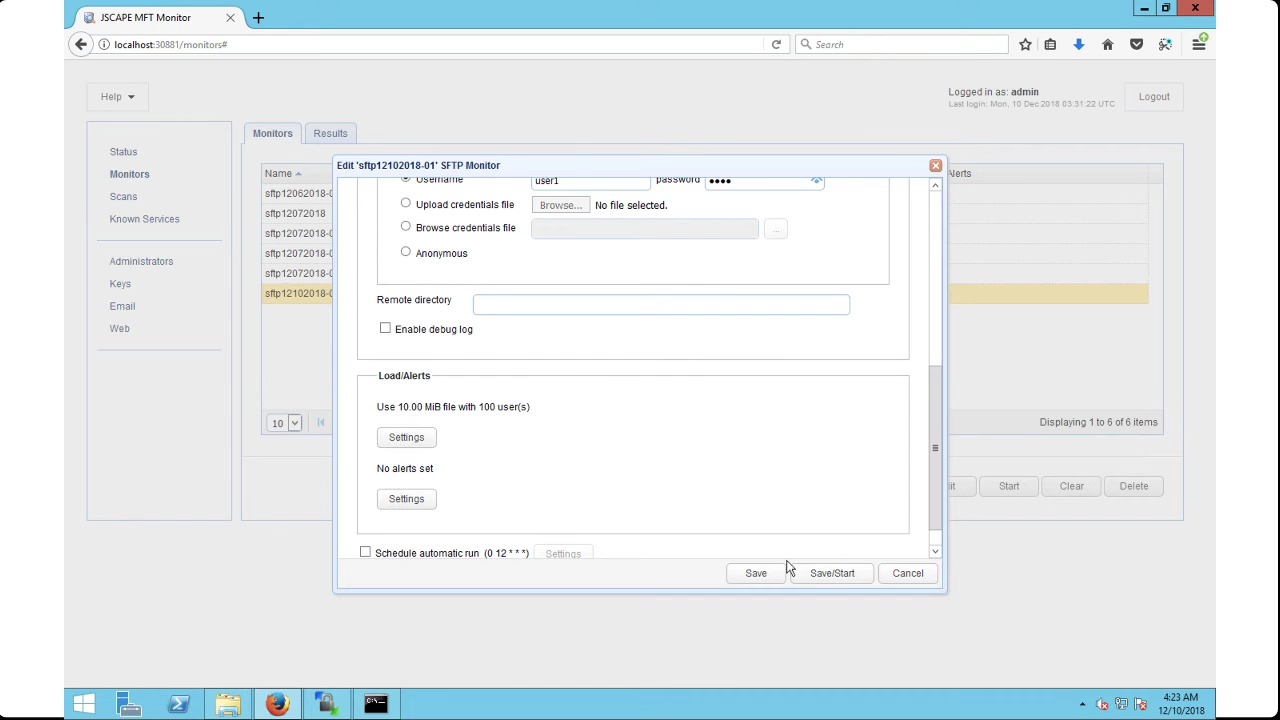 JSCAPE MFT Monitor
localhost:30881/monitors#
Search
Help
Logged in as: admin
Last login: Mon, 10 Dec 2018 03:31:22 UTC
Logout
Status
Monitors
Scans
Known Services
Administrators
Keys
Email
Web
Monitors
Results
Name
sftp12062018-0
sftp12072018
sftp12072018-0
sftp12072018-0
sftp12072018-0
sftp12102018-0
10
Alerts
Displaying 1 to 6 of 6 items
Start
Clear
Delete
Edit 'sftp12102018-01' SFTP Monitor
Username
user1
password
••••
Upload credentials file
Browse...
No file selected.
Browse credentials file
...
Anonymous
Remote directory
Enable debug log
Load/Alerts
Use 10.00 MiB file with 100 user(s)
Settings
No alerts set
Settings
Schedule automatic run (0 12 * * *)
Settings
Save
Save/Start
Cancel
4:23 AM
12/10/2018